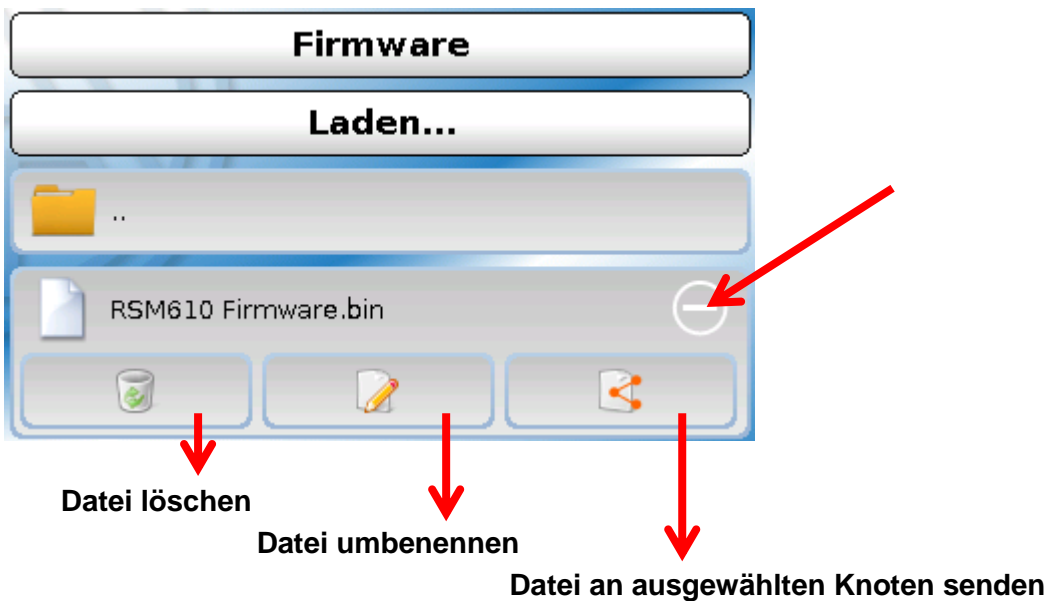 Firmware
Laden...
..
RSM610 Firmware.bin
Datei löschen
Datei umbenennen
Datei an ausgewählten Knoten senden